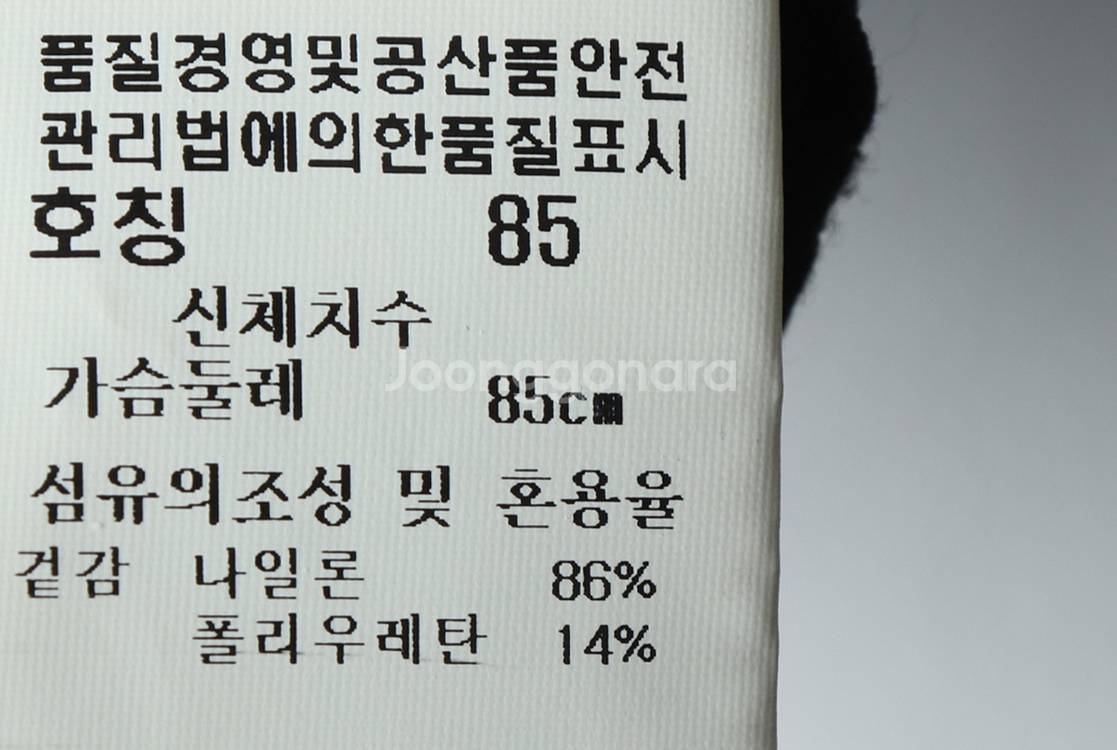 품질경영및공산품안전
관리법에의한품질표시
호칭 85
신체치수
가슴둘레 85cm
Joonggonara
섬유의조성 및 혼용율
겉감 나일론 86%
폴리우레탄 14%